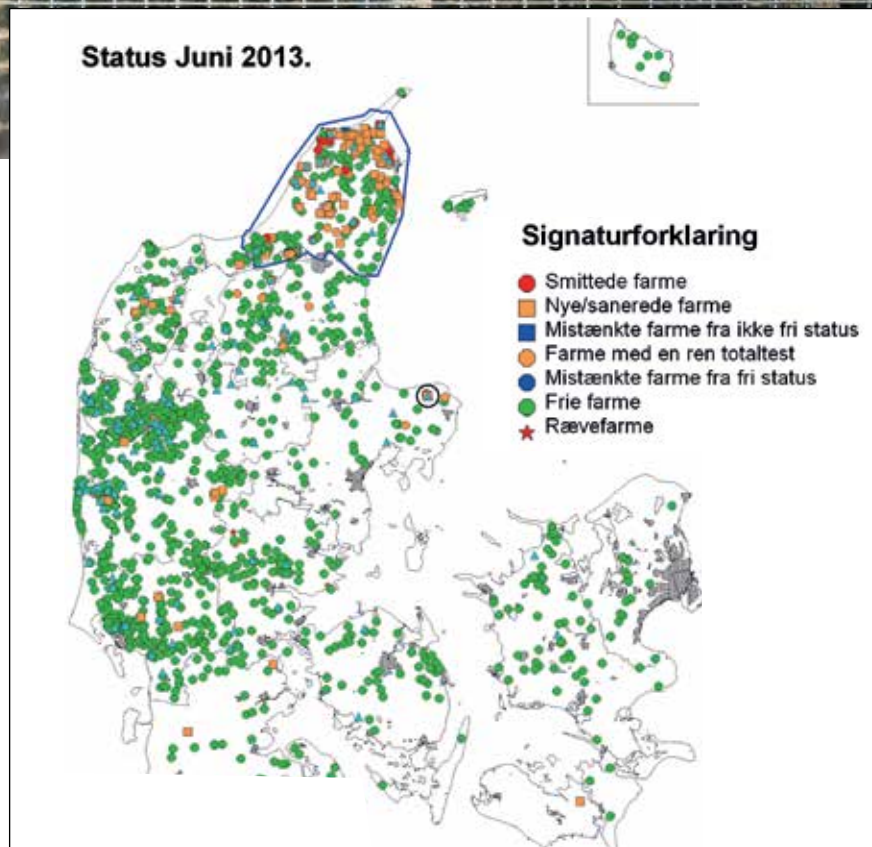 Status Juni 2013.
Signaturforklaring
Smittede farme
Nye/sanerede farme
Mistænkte farme fra ikke fri status
Farme med en ren totaltest
Mistænkte farme fra fri status
Frie farme
Rævefarme